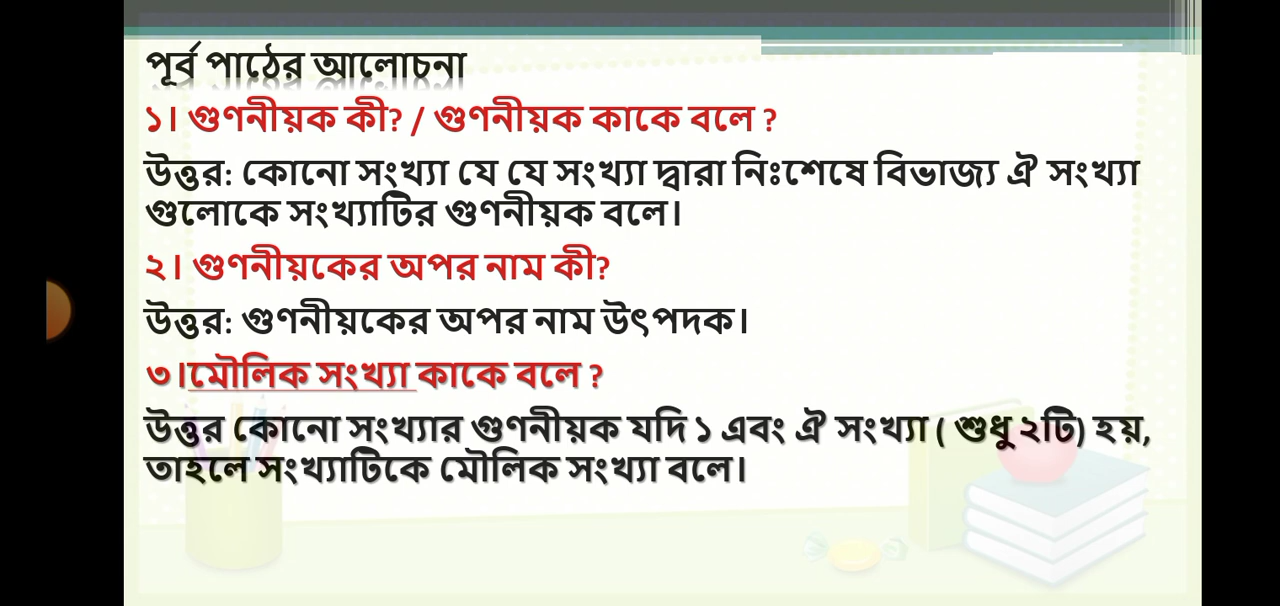 পূর্ব পাঠের আলোচনা
১। গুণনীয়ক কী? / গুণনীয়ক কাকে বলে ?
উত্তর: কোনো সংখ্যা যে যে সংখ্যা দ্বারা নিঃশেষে বিভাজ্য ঐ সংখ্যা
গুলোকে সংখ্যাটির গুণনীয়ক বলে।
২। গুণনীয়কের অপর নাম কী?
উত্তর: গুণনীয়কের অপর নাম উৎপদক।
৩।মৌলিক সংখ্যা কাকে বলে ?
উত্তর কোনো সংখ্যার গুণনীয়ক যদি ১ এবং ঐ সংখ্যা ( শুধু ২টি) হয়,
তাহলে সংখ্যাটিকে মৌলিক সংখ্যা বলে।